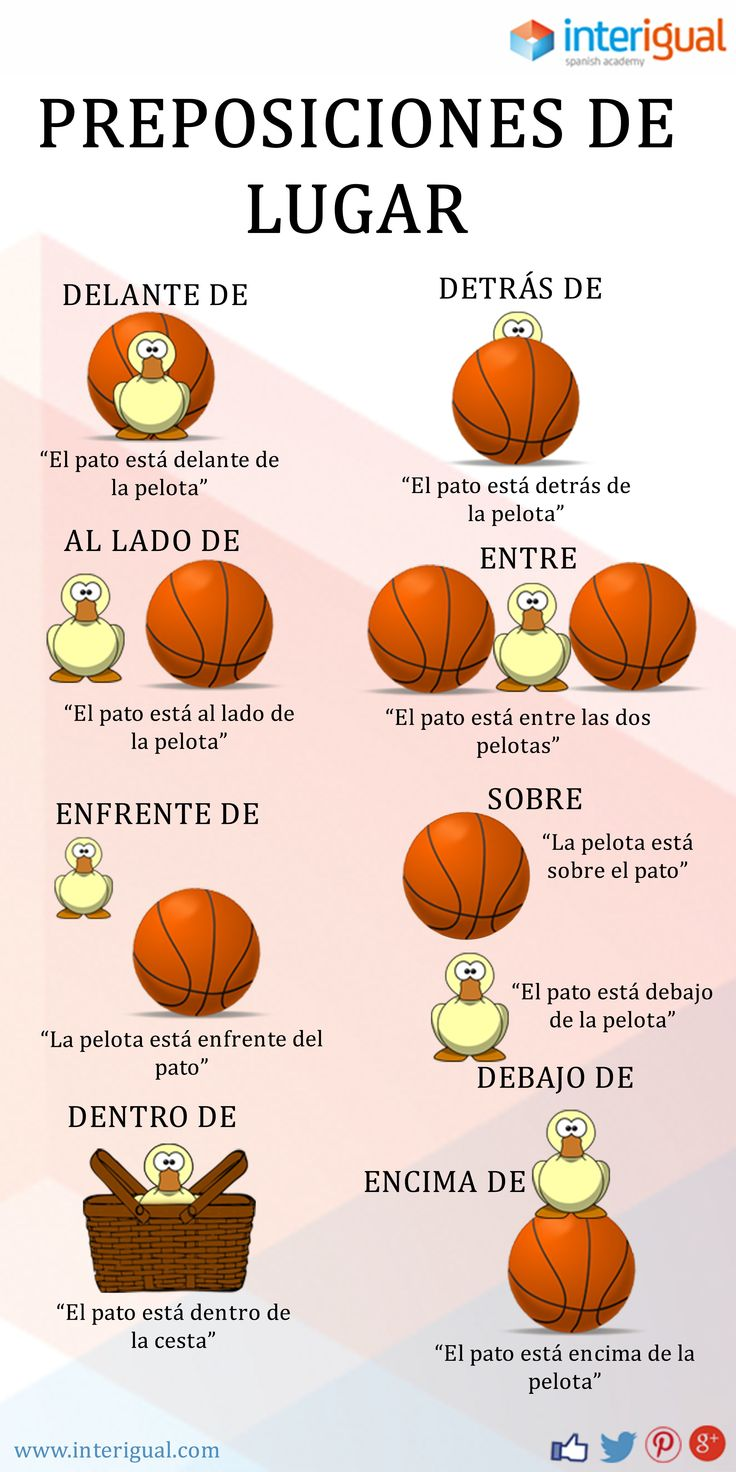 interigual
spanish academy
PREPOSICIONES DE
LUGAR
DELANTE DE
“El pato está delante de
la pelota”
DETRÁS DE
“El pato está detrás de
la pelota”
AL LADO DE
“El pato está al lado de
la pelota”
ENTRE
“El pato está entre las dos
pelotas”
ENFRENTE DE
“La pelota está enfrente del
pato”
SOBRE
“La pelota está
sobre el pato”
“El pato está debajo
de la pelota”
DEBAJO DE
DENTRO DE
“El pato está dentro de
la cesta”
ENCIMA DE
“El pato está encima de la
pelota”
www.interigual.com
g+